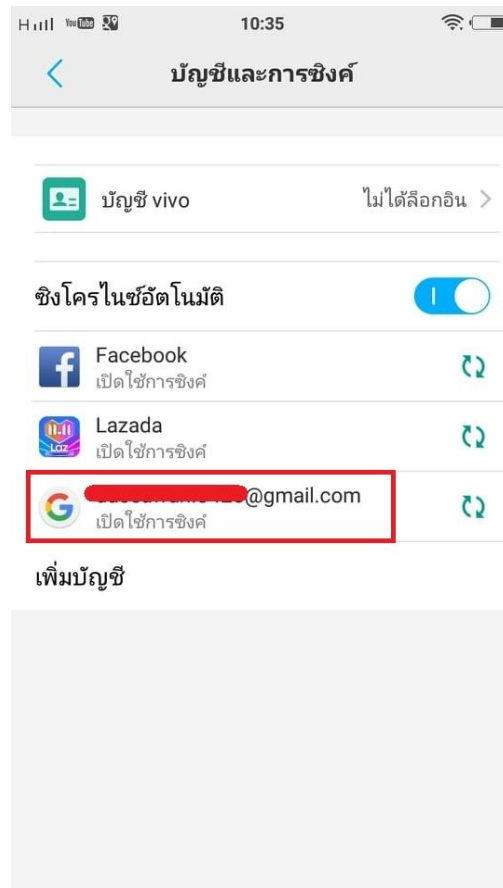 H 10:35
บัญชีและการซิงค์
บัญชี vivo ไม่ได้ล็อกอิน
ซิงโครไนซ์อัตโนมัติ
Facebook
เปิดใช้การซิงค์
Lazada
เปิดใช้การซิงค์
@gmail.com
เปิดใช้การซิงค์
เพิ่มบัญชี